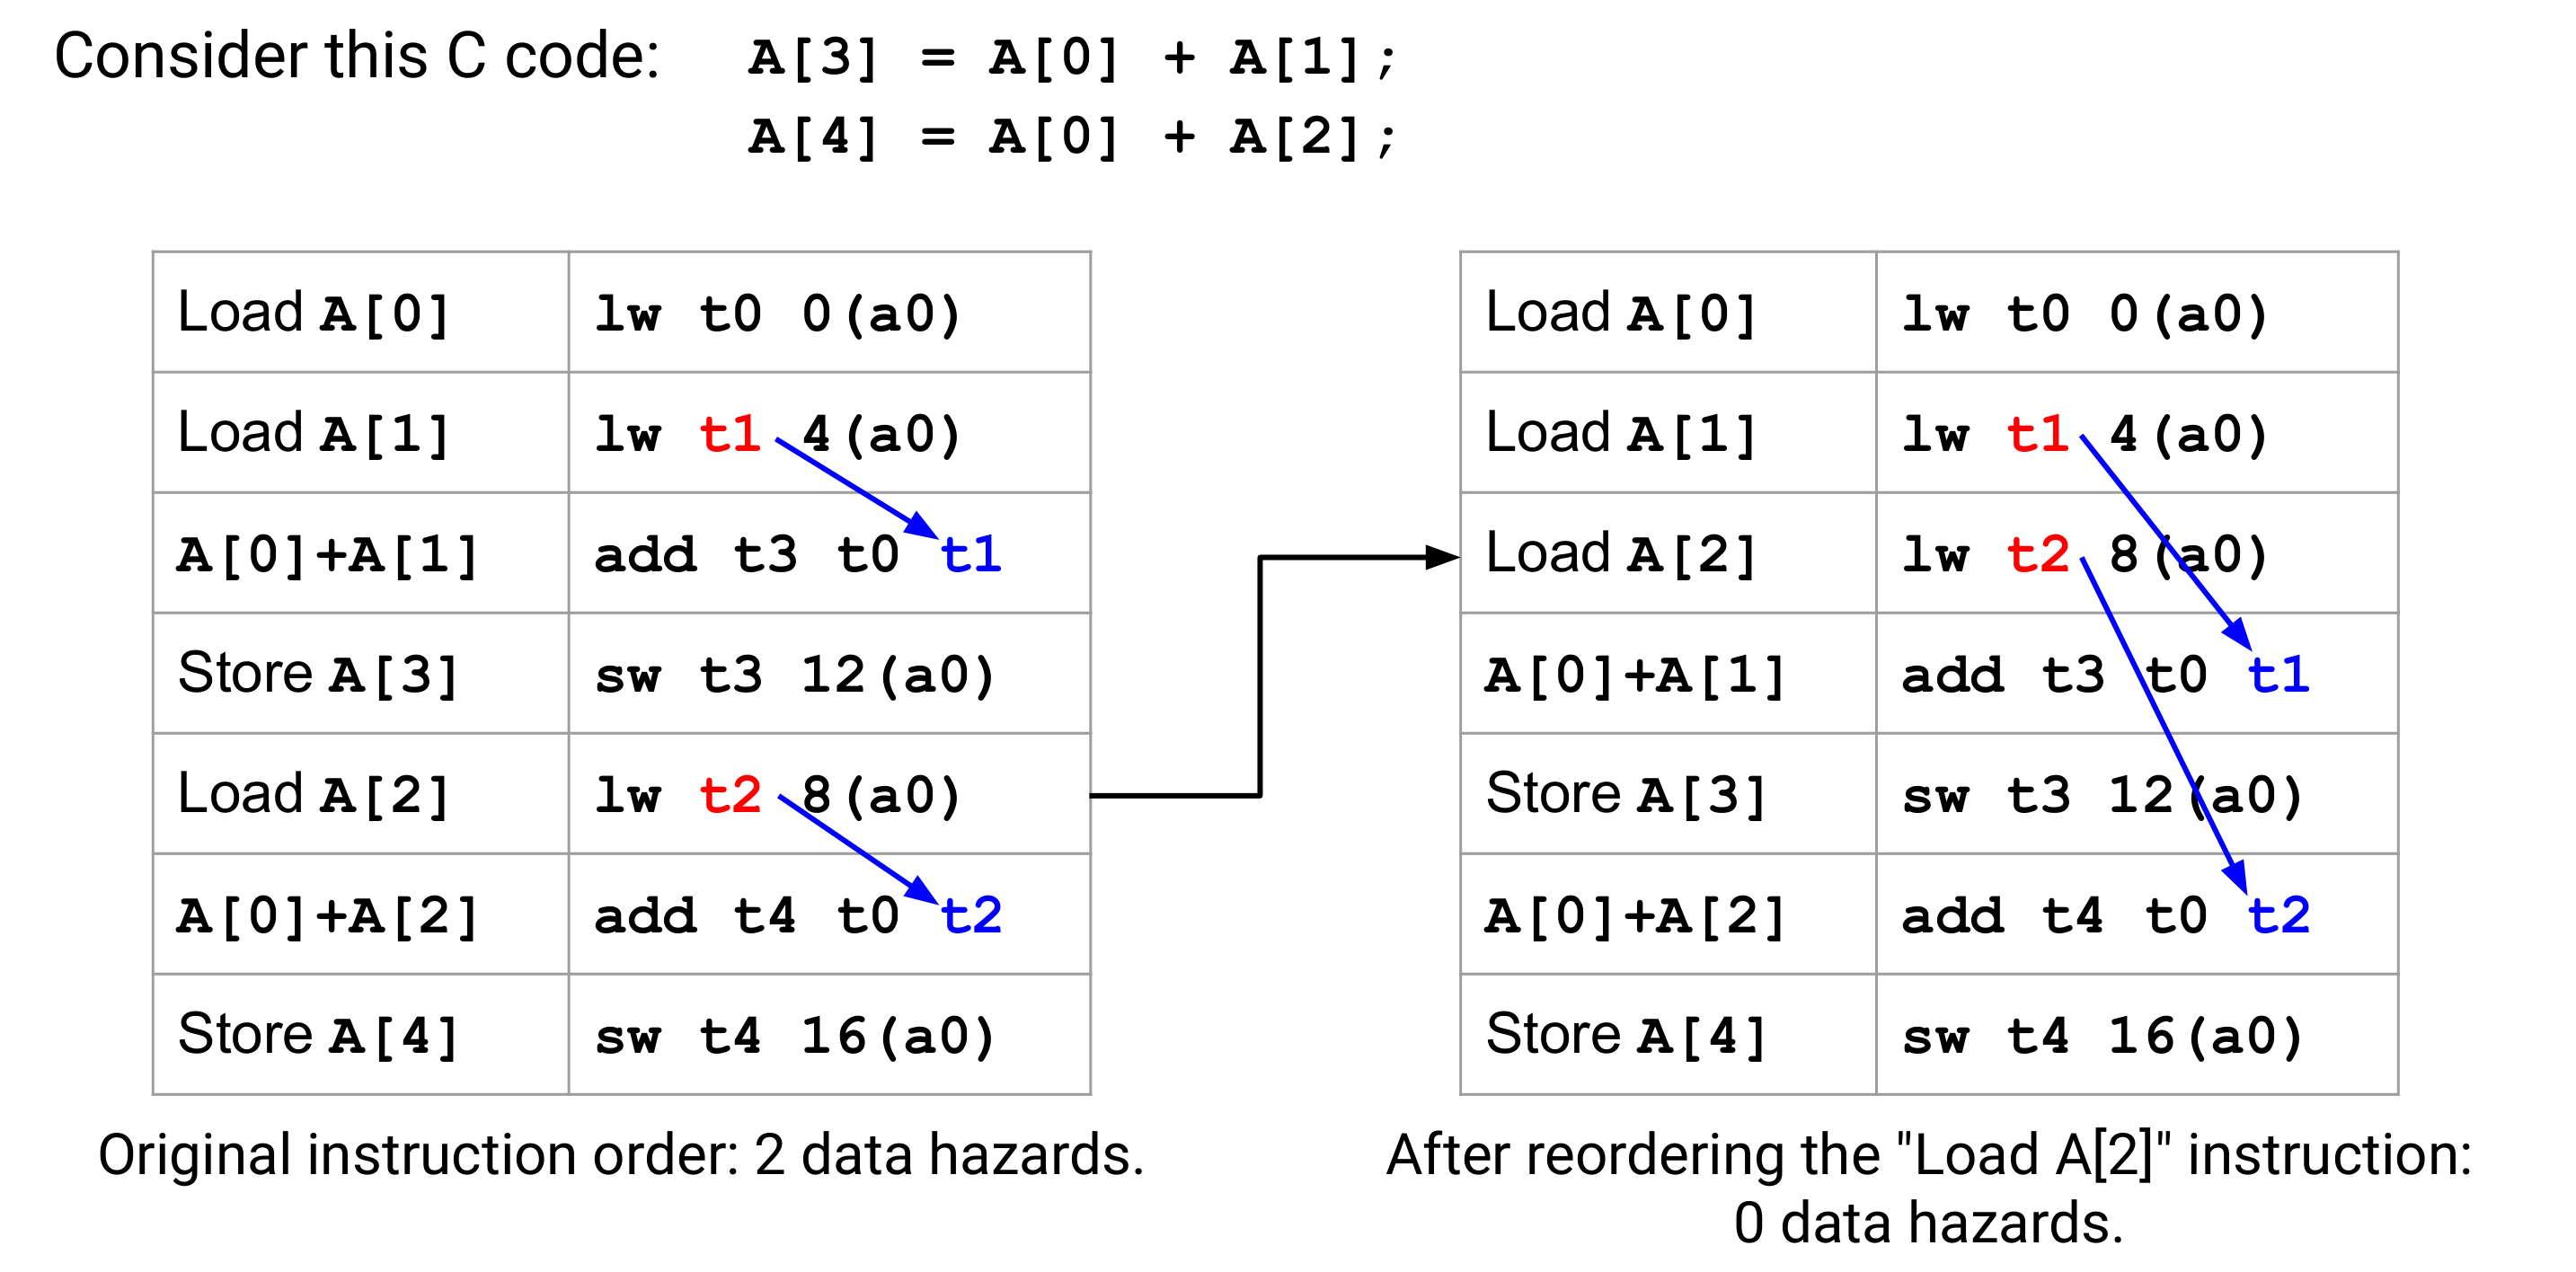 Consider this C code: A[3] = A[0] + A[1];
A[4] = A[0] + A[2];
Load A[0] lw t0 0(a0)
Load A[1] lw t1 4(a0)
A[0]+A[1] add t3 t0 t1
Store A[3] sw t3 12(a0)
Load A[2] lw t2 8(a0)
A[0]+A[2] add t4 t0 t2
Store A[4] sw t4 16(a0)
Original instruction order: 2 data hazards.
Load A[0] lw t0 0(a0)
Load A[1] lw t1 4(a0)
Load A[2] lw t2 8(a0)
A[0]+A[1] add t3 t0 t1
Store A[3] sw t3 12(a0)
A[0]+A[2] add t4 t0 t2
Store A[4] sw t4 16(a0)
After reordering the "Load A[2]" instruction:
0 data hazards.